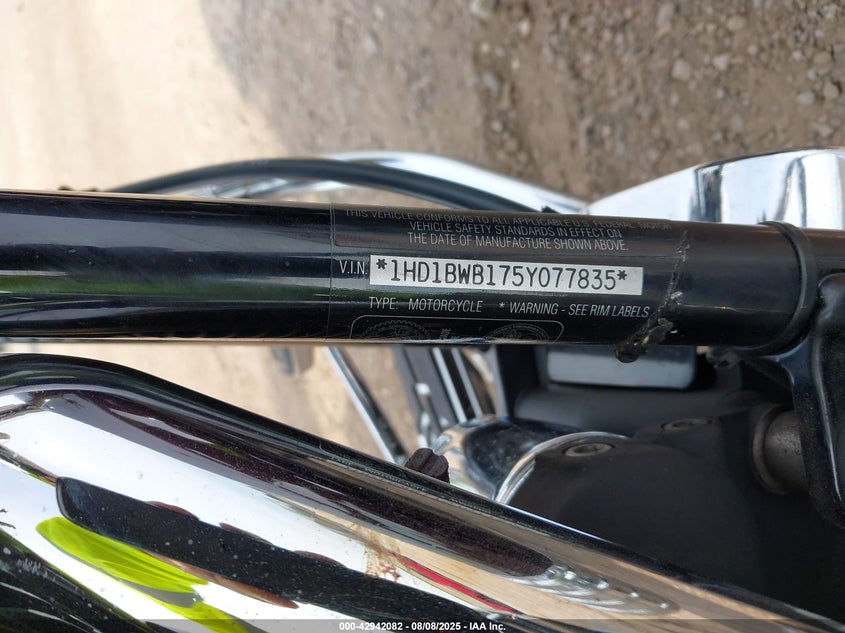 THIS VEHICLE CONFORMS TO ALL APPLICABLE FEDERAL MOTOR
VEHICLE SAFETY STANDARDS IN EFFECT ON
THE DATE OF MANUFACTURE SHOWN ABOVE.
V.I.N. *1HD1BWB175Y077835*
TYPE: MOTORCYCLE * WARNING - SEE RIM LABELS
000-42942082 - 08/08/2025 - IAA Inc.